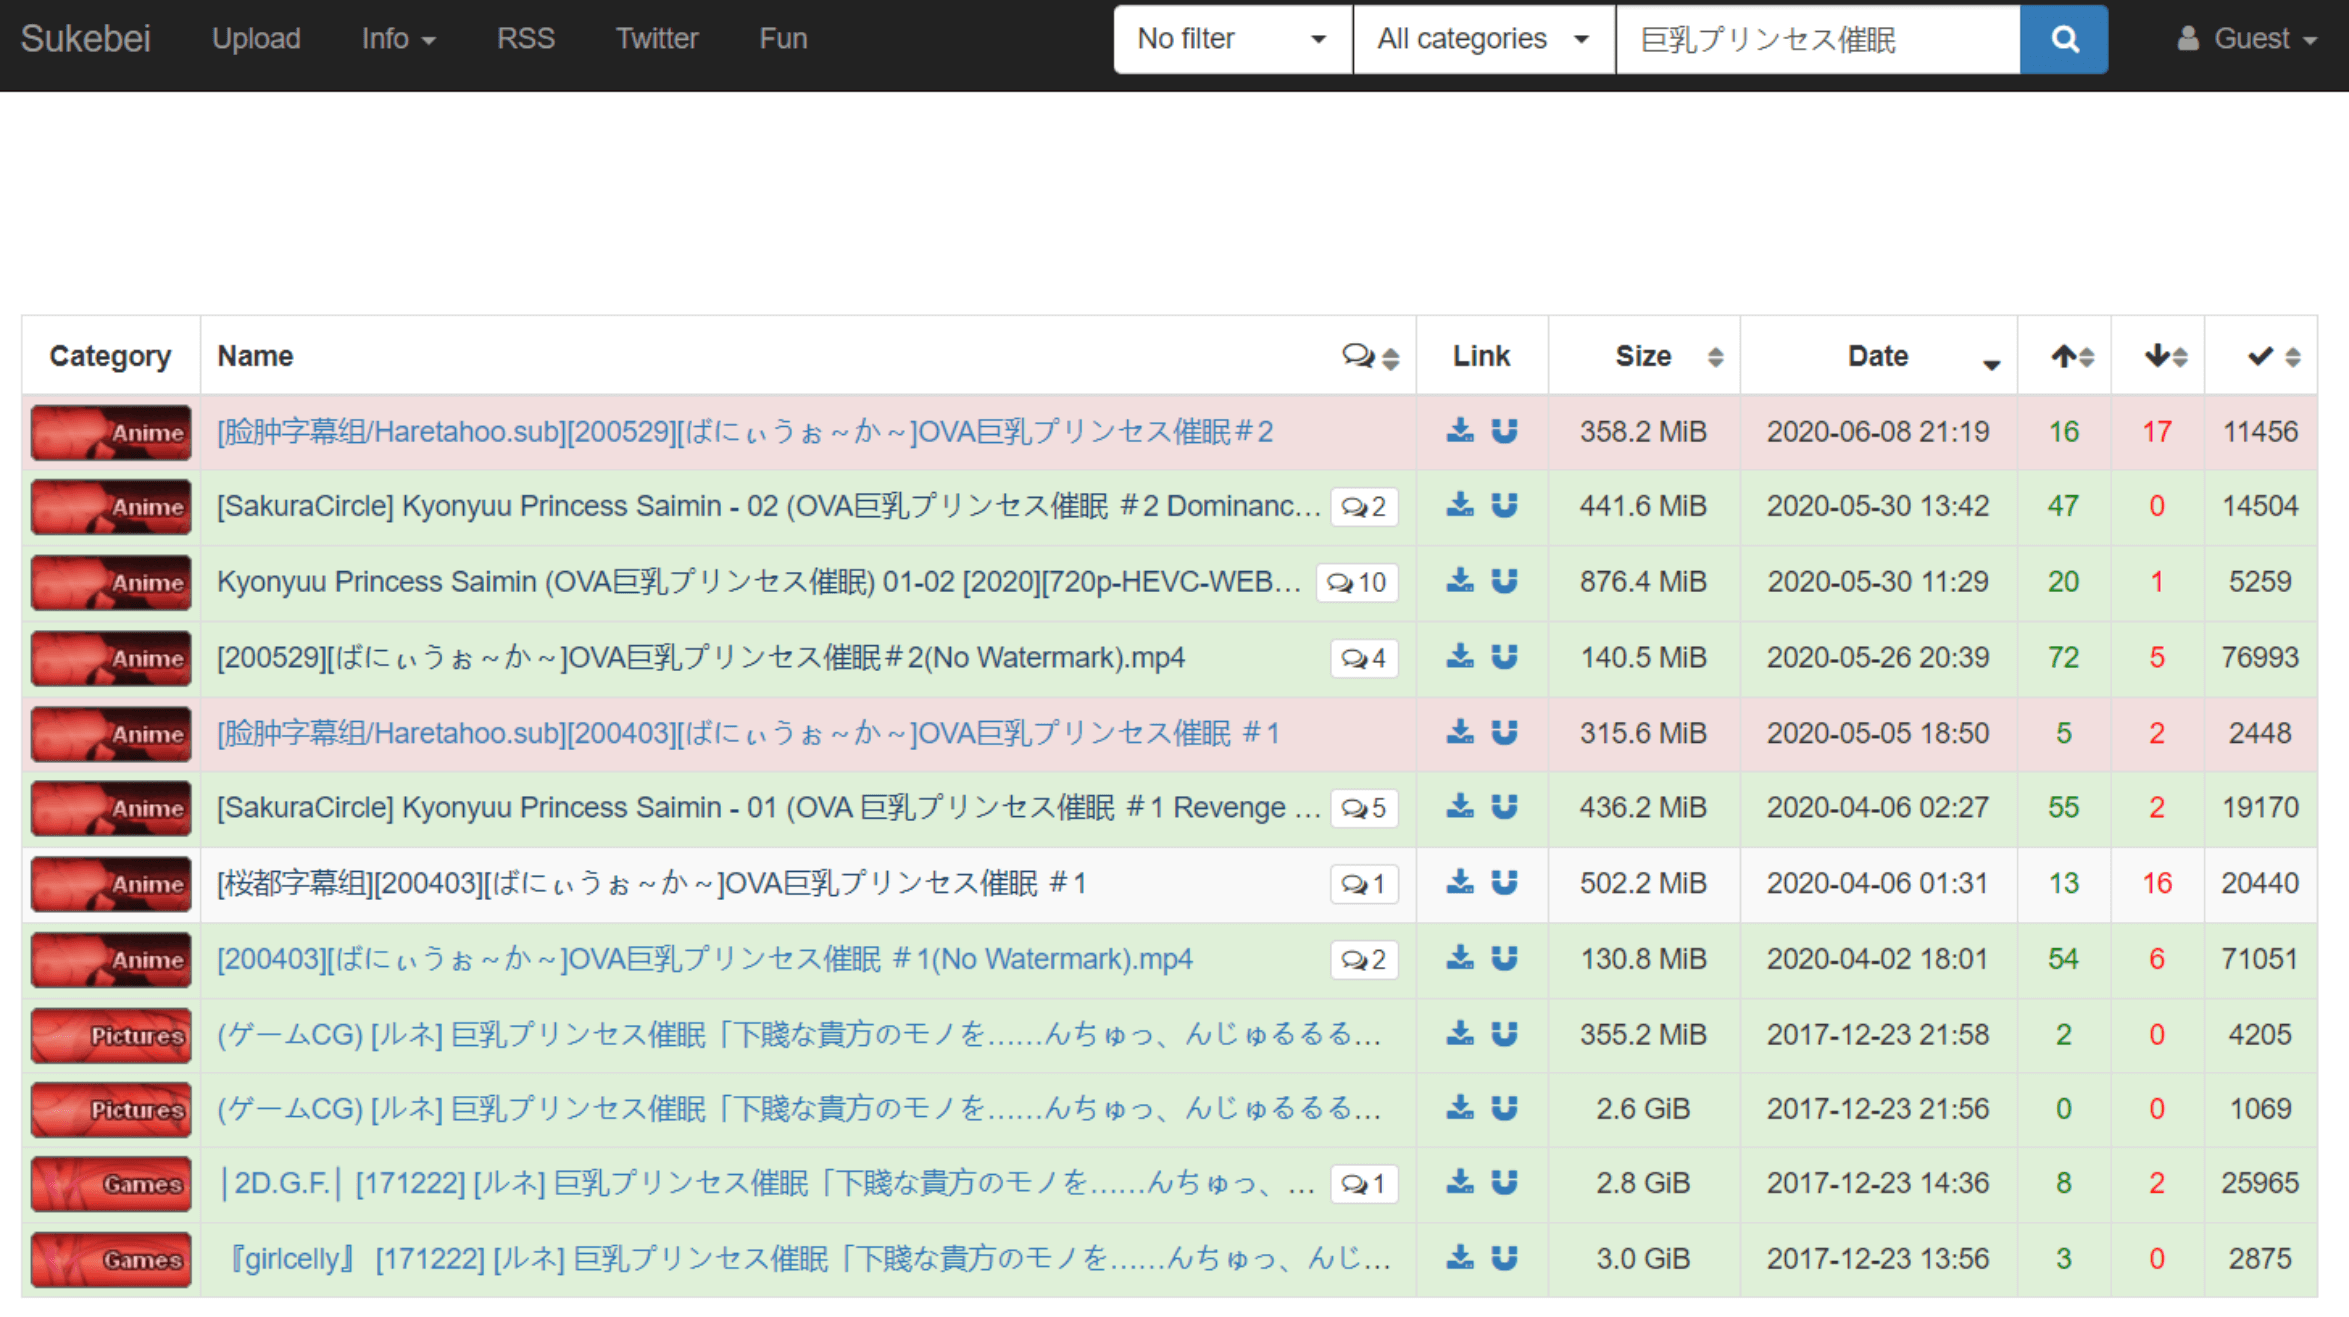 Sukebei Upload Info RSS Twitter Fun No filter All categories 巨乳プリンセス催眠 Guest
Category Name Link Size Date
Anime [脸肿字幕组/Haretahoo.sub][200529][ばにぃうぉ~か~]OVA巨乳プリンセス催眠＃2 358.2 MiB 2020-06-08 21:19 16 17 11456
Anime [SakuraCircle] Kyonyuu Princess Saimin - 02 (OVA巨乳プリンセス催眠 ＃2 Dominanc... 2 441.6 MiB 2020-05-30 13:42 47 0 14504
Anime Kyonyuu Princess Saimin (OVA巨乳プリンセス催眠) 01-02 [2020][720p-HEVC-WEB... 10 876.4 MiB 2020-05-30 11:29 20 1 5259
Anime [200529][ばにぃうぉ~か~]OVA巨乳プリンセス催眠＃2(No Watermark).mp4 4 140.5 MiB 2020-05-26 20:39 72 5 76993
Anime [脸肿字幕组/Haretahoo.sub][200403][ばにぃうぉ~か~]OVA巨乳プリンセス催眠 ＃1 315.6 MiB 2020-05-05 18:50 5 2 2448
Anime [SakuraCircle] Kyonyuu Princess Saimin - 01 (OVA 巨乳プリンセス催眠 ＃1 Revenge ... 5 436.2 MiB 2020-04-06 02:27 55 2 19170
Anime [桜都字幕组][200403][ばにぃうぉ~か~]OVA巨乳プリンセス催眠 ＃1 1 502.2 MiB 2020-04-06 01:31 13 16 20440
Anime [200403][ばにぃうぉ~か~]OVA巨乳プリンセス催眠 ＃1(No Watermark).mp4 2 130.8 MiB 2020-04-02 18:01 54 6 71051
Pictures (ゲームCG) [ルネ] 巨乳プリンセス催眠「下賤な貴方のモノを……んちゅっ、んじゅるるる... 355.2 MiB 2017-12-23 21:58 2 0 4205
Pictures (ゲームCG) [ルネ] 巨乳プリンセス催眠「下賤な貴方のモノを……んちゅっ、んじゅるるる... 2.6 GiB 2017-12-23 21:56 0 0 1069
Games │2D.G.F.│ [171222] [ルネ] 巨乳プリンセス催眠「下賤な貴方のモノを……んちゅっ、... 1 2.8 GiB 2017-12-23 14:36 8 2 25965
Games 『girlcelly』 [171222] [ルネ] 巨乳プリンセス催眠「下賤な貴方のモノを……んちゅっ、んじ... 3.0 GiB 2017-12-23 13:56 3 0 2875